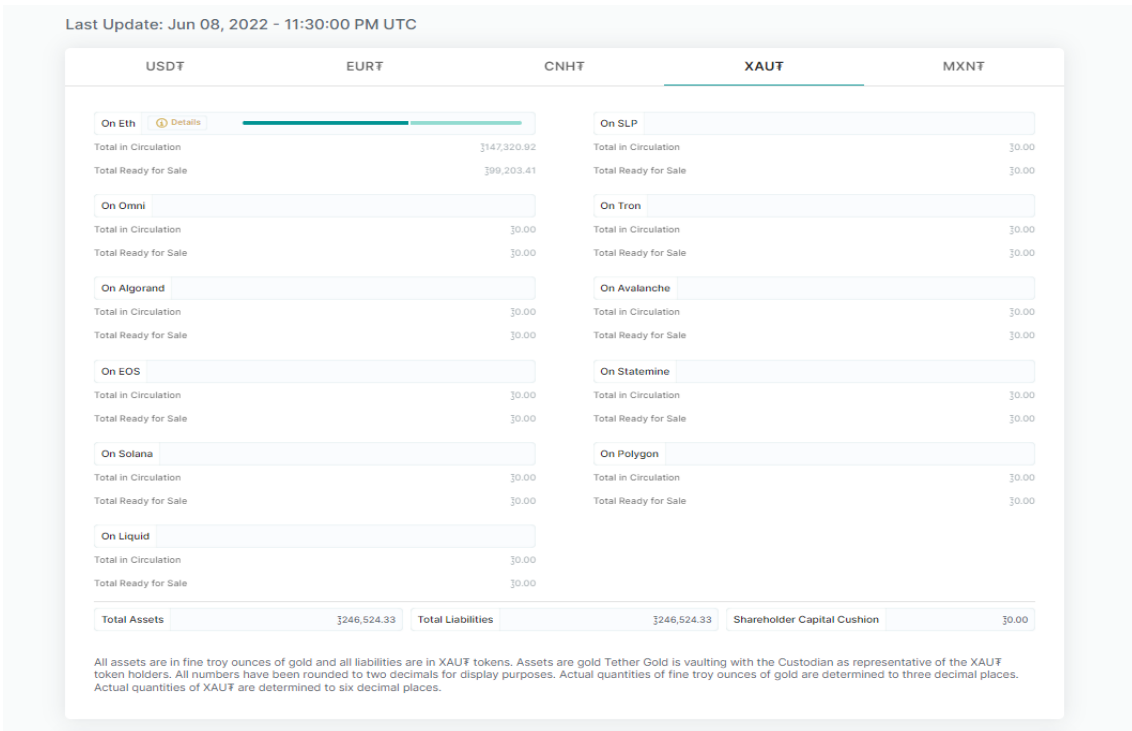 Last Update: Jun 08, 2022 - 11:30:00 PM UTC
USD₮ EUR₮ CNH₮ XAU₮ MXN₮
On Eth Details
Total in Circulation ℥147,320.92
Total Ready for Sale ℥99,203.41
On SLP
Total in Circulation ℥0.00
Total Ready for Sale ℥0.00
On Omni
Total in Circulation ℥0.00
Total Ready for Sale ℥0.00
On Tron
Total in Circulation ℥0.00
Total Ready for Sale ℥0.00
On Algorand
Total in Circulation ℥0.00
Total Ready for Sale ℥0.00
On Avalanche
Total in Circulation ℥0.00
Total Ready for Sale ℥0.00
On EOS
Total in Circulation ℥0.00
Total Ready for Sale ℥0.00
On Statemine
Total in Circulation ℥0.00
Total Ready for Sale ℥0.00
On Solana
Total in Circulation ℥0.00
Total Ready for Sale ℥0.00
On Polygon
Total in Circulation ℥0.00
Total Ready for Sale ℥0.00
On Liquid
Total in Circulation ℥0.00
Total Ready for Sale ℥0.00
Total Assets ℥246,524.33 Total Liabilities ℥246,524.33 Shareholder Capital Cushion ℥0.00
All assets are in fine troy ounces of gold and all liabilities are in XAU₮ tokens. Assets are gold Tether Gold is vaulting with the Custodian as representative of the XAU₮
token holders. All numbers have been rounded to two decimals for display purposes. Actual quantities of fine troy ounces of gold are determined to three decimal places.
Actual quantities of XAU₮ are determined to six decimal places.